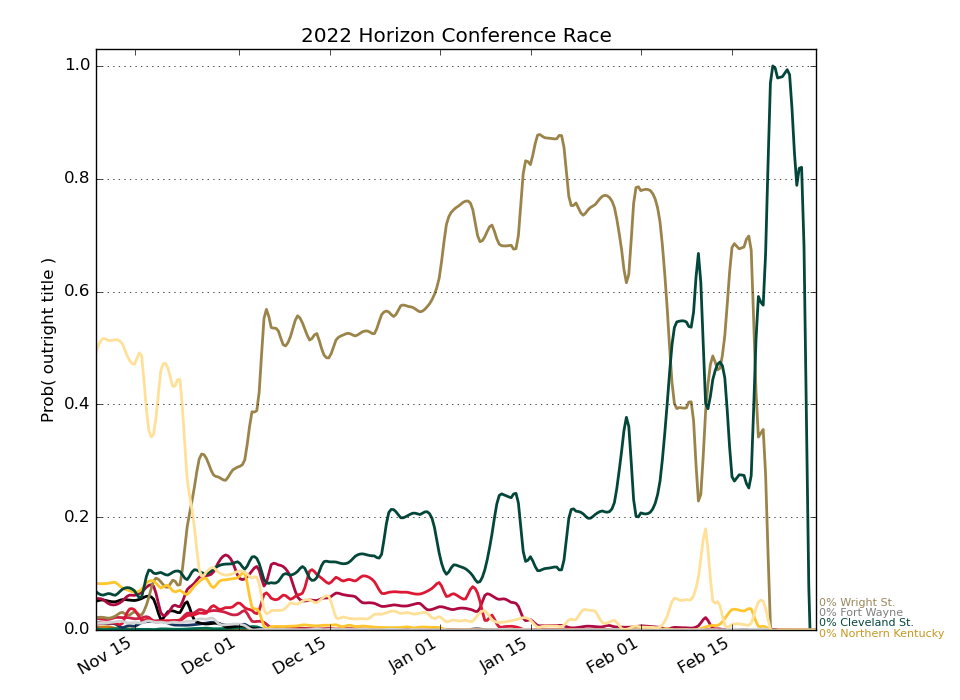 2022 Horizon Conference Race
Prob( outright title )
1.0
0.8
0.6
0.4
0.2
0.0
Nov 15
Dec 01
Dec 15
Jan 01
Jan 15
Feb 01
Feb 15
0% Wright St.
0% Fort Wayne
0% Cleveland St.
0% Northern Kentucky